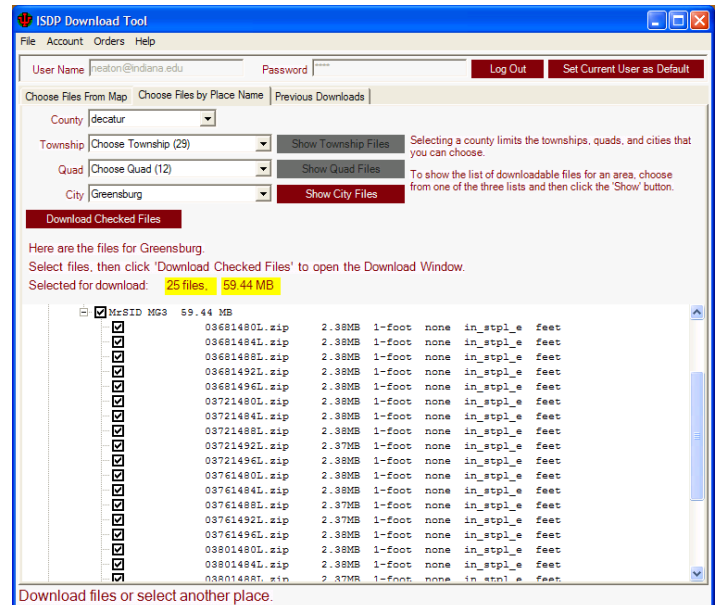 ISDP Download Tool
File Account Orders Help
User Name neaton@indiana.edu Password **** Log Out Set Current User as Default
Choose Files From Map Choose Files by Place Name Previous Downloads
County decatur
Township Choose Township (29) Show Township Files
Selecting a county limits the townships, quads, and cities that
you can choose.
Quad Choose Quad (12) Show Quad Files
To show the list of downloadable files for an area, choose
from one of the three lists and then click the 'Show' button.
City Greensburg Show City Files
Download Checked Files
Here are the files for Greensburg.
Select files, then click 'Download Checked Files' to open the Download Window.
Selected for download: 25 files, 59.44 MB
MrSID MG3 59.44 MB
03681480L.zip 2.38MB 1-foot none in_stpl_e feet
03681484L.zip 2.38MB 1-foot none in_stpl_e feet
03681488L.zip 2.38MB 1-foot none in_stpl_e feet
03681492L.zip 2.38MB 1-foot none in_stpl_e feet
03681496L.zip 2.38MB 1-foot none in_stpl_e feet
03721480L.zip 2.38MB 1-foot none in_stpl_e feet
03721484L.zip 2.38MB 1-foot none in_stpl_e feet
03721488L.zip 2.38MB 1-foot none in_stpl_e feet
03721492L.zip 2.37MB 1-foot none in_stpl_e feet
03721496L.zip 2.38MB 1-foot none in_stpl_e feet
03761480L.zip 2.38MB 1-foot none in_stpl_e feet
03761484L.zip 2.38MB 1-foot none in_stpl_e feet
03761488L.zip 2.37MB 1-foot none in_stpl_e feet
03761492L.zip 2.37MB 1-foot none in_stpl_e feet
03761496L.zip 2.38MB 1-foot none in_stpl_e feet
03801480L.zip 2.38MB 1-foot none in_stpl_e feet
03801484L.zip 2.38MB 1-foot none in_stpl_e feet
03801488L.zip 2.37MB 1-foot none in_stpl_e feet
Download files or select another place.